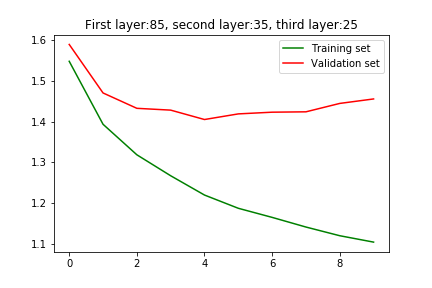 First layer:85, second layer:35, third layer:25
Training set
Validation set
1.6
1.5
1.4
1.3
1.2
1.1
0 2 4 6 8